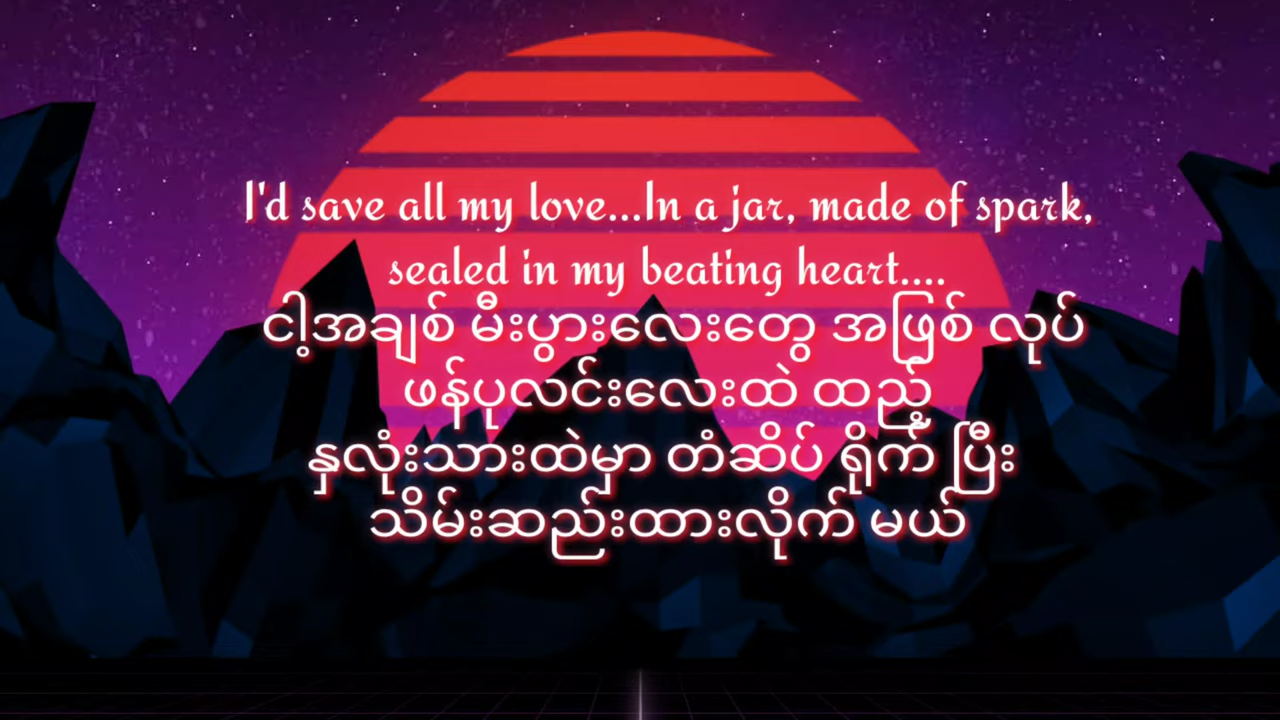 I'd save all my love...In a jar, made of spark,
sealed in my beating heart....
ငါ့အချစ် မီးပွားလေးတွေ အဖြစ် လုပ်
ဖန်ပုလင်းလေးထဲ ထည့်
နှလုံးသားထဲမှာ တံဆိပ် ရိုက် ပြီး
သိမ်းဆည်းထားလိုက် မယ်